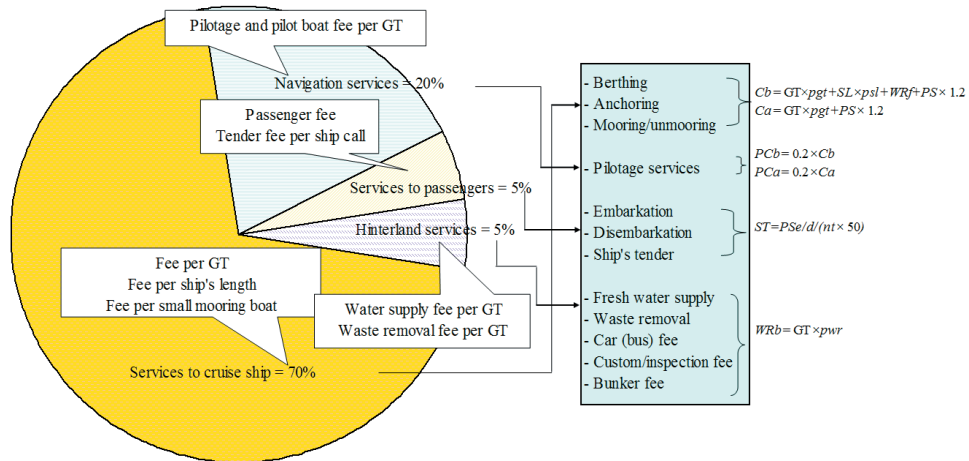 Pilotage and pilot boat fee per GT
Navigation services = 20%
Passenger fee
Tender fee per ship call
Services to passengers = 5%
Hinterland services = 5%
Fee per GT
Fee per ship's length
Fee per small mooring boat
Water supply fee per GT
Waste removal fee per GT
Services to cruise ship = 70%
- Berthing
- Anchoring
- Mooring/unmooring
Cb = GT×pgt+SL×psl+WRf+PS×1.2
Ca = GT×pgt+PS×1.2
- Pilotage services
PCb= 0.2×Cb
PCa= 0.2×Ca
- Embarkation
- Disembarkation
- Ship's tender
ST=PSe/d/(nt×50)
- Fresh water supply
- Waste removal
- Car (bus) fee
- Custom/inspection fee
- Bunker fee
WRb= GT×pwr